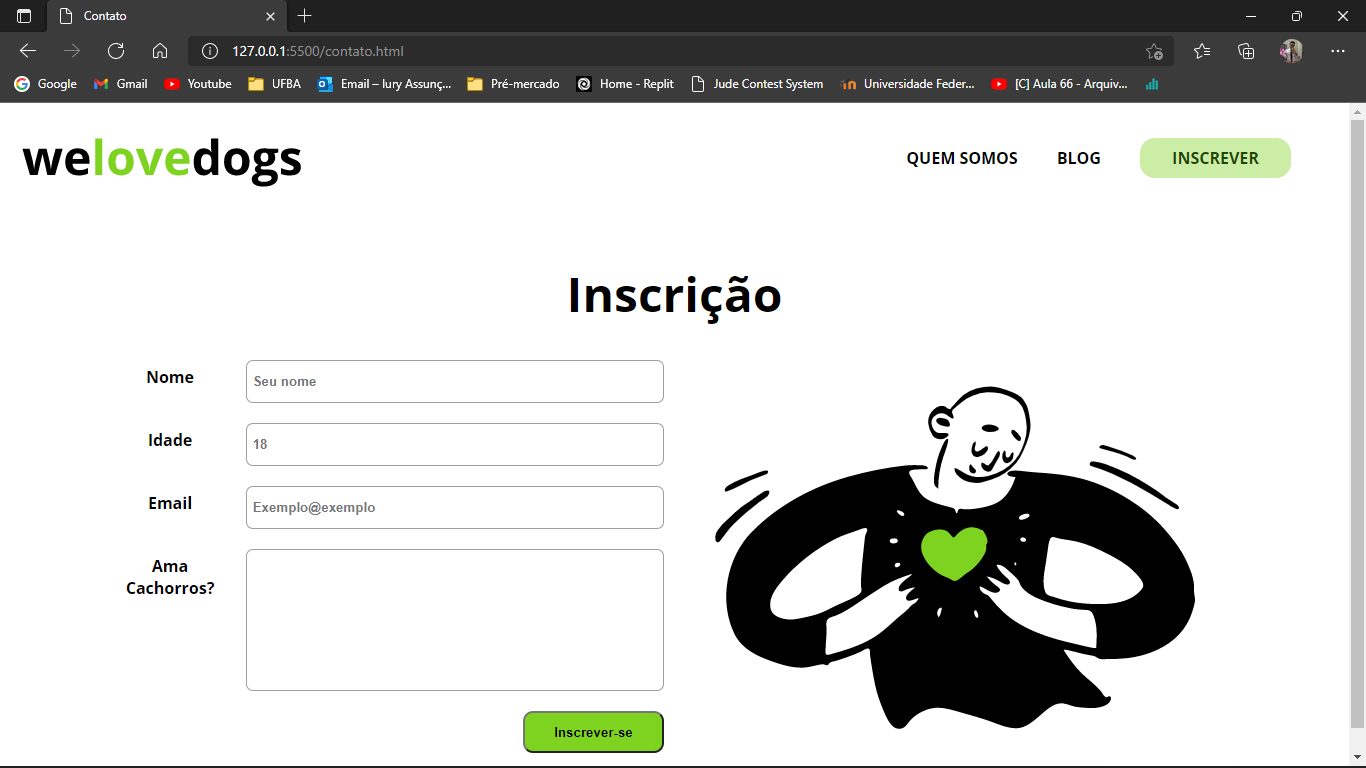 Contato
127.0.0.1:5500/contato.html
Google Gmail Youtube UFBA Email – Iury Assunç... Pré-mercado Home - Replit Jude Contest System Universidade Feder... [C] Aula 66 - Arquiv...
welovedogs QUEM SOMOS BLOG INSCREVER
Inscrição
Nome Seu nome
Idade 18
Email Exemplo@exemplo
Ama
Cachorros?
Inscrever-se